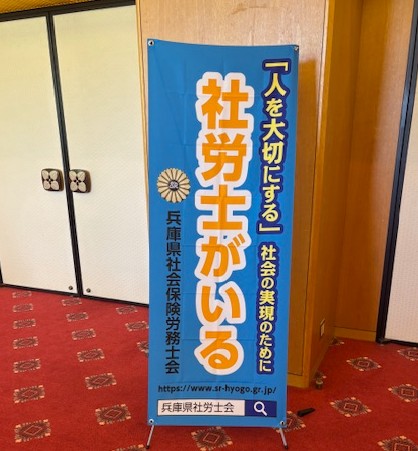 「人を大切にする」社会の実現のために
社労士がいる
SR
兵庫県社会保険労務士会
https://www.sr-hyogo.gr.jp/
兵庫県社労士会